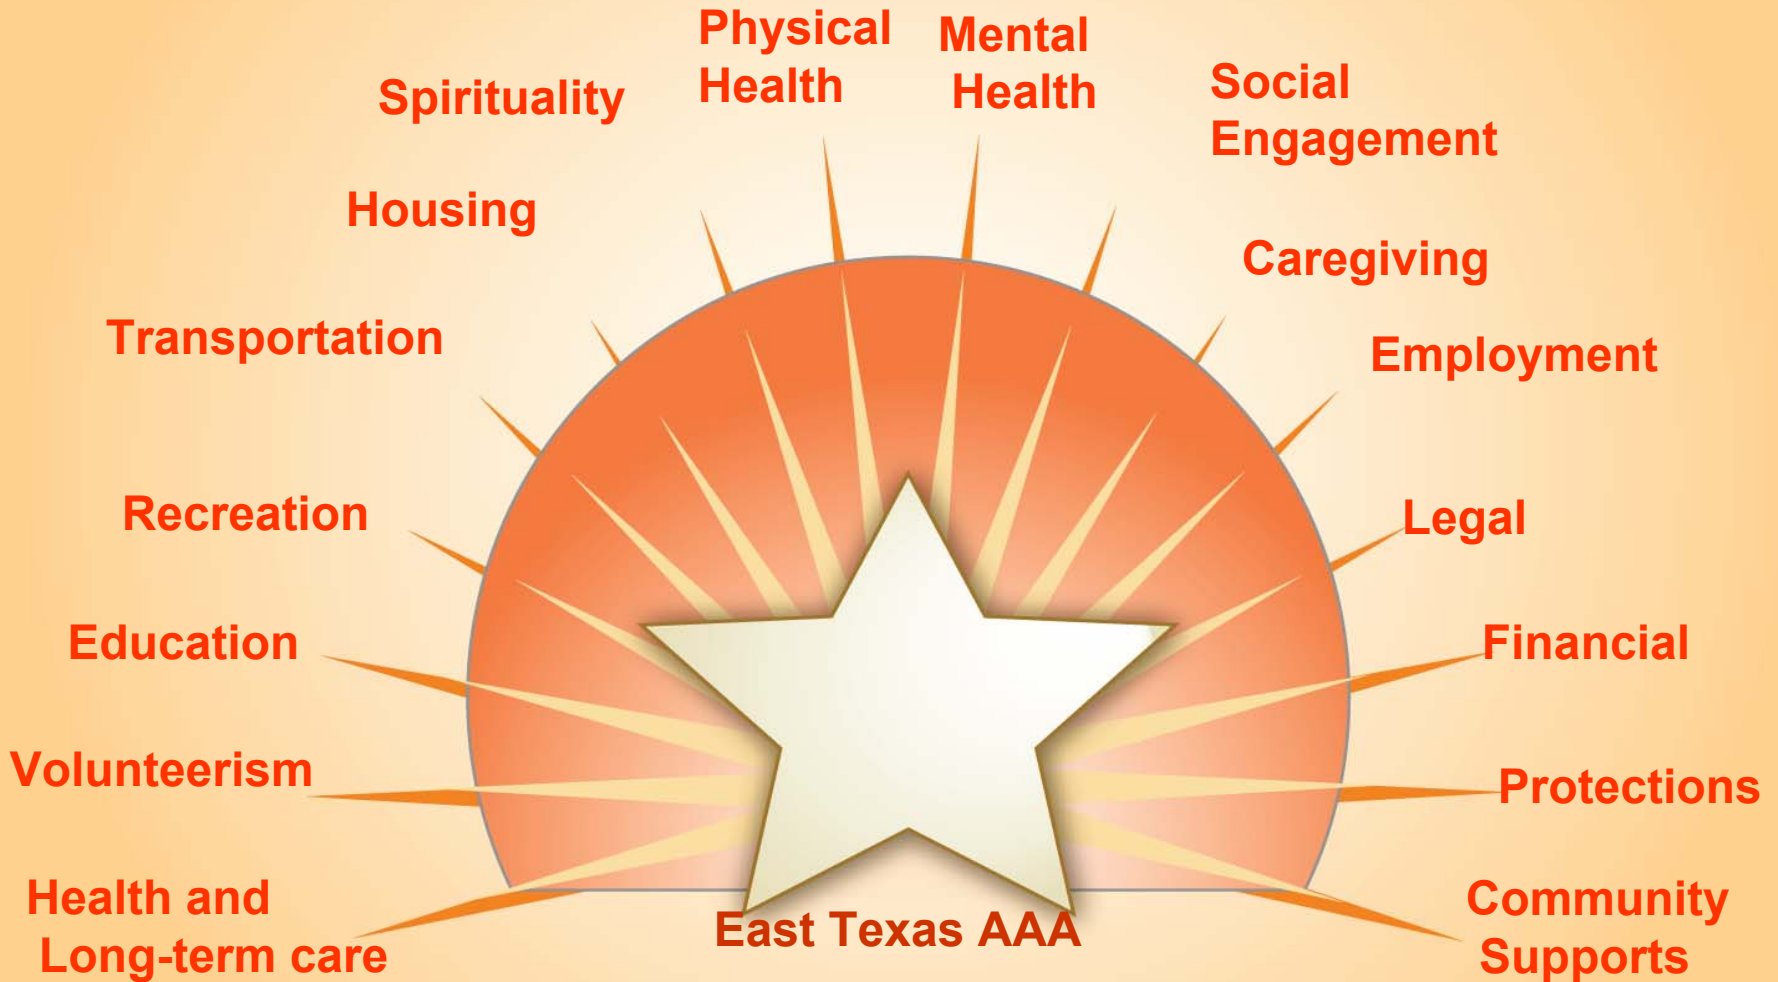 Physical
Health
Mental
Health
Social
Engagement
Spirituality
Housing
Caregiving
Transportation
Employment
Recreation
Legal
Education
Financial
Volunteerism
Protections
Health and
Long-term care
Community
Supports
East Texas AAA